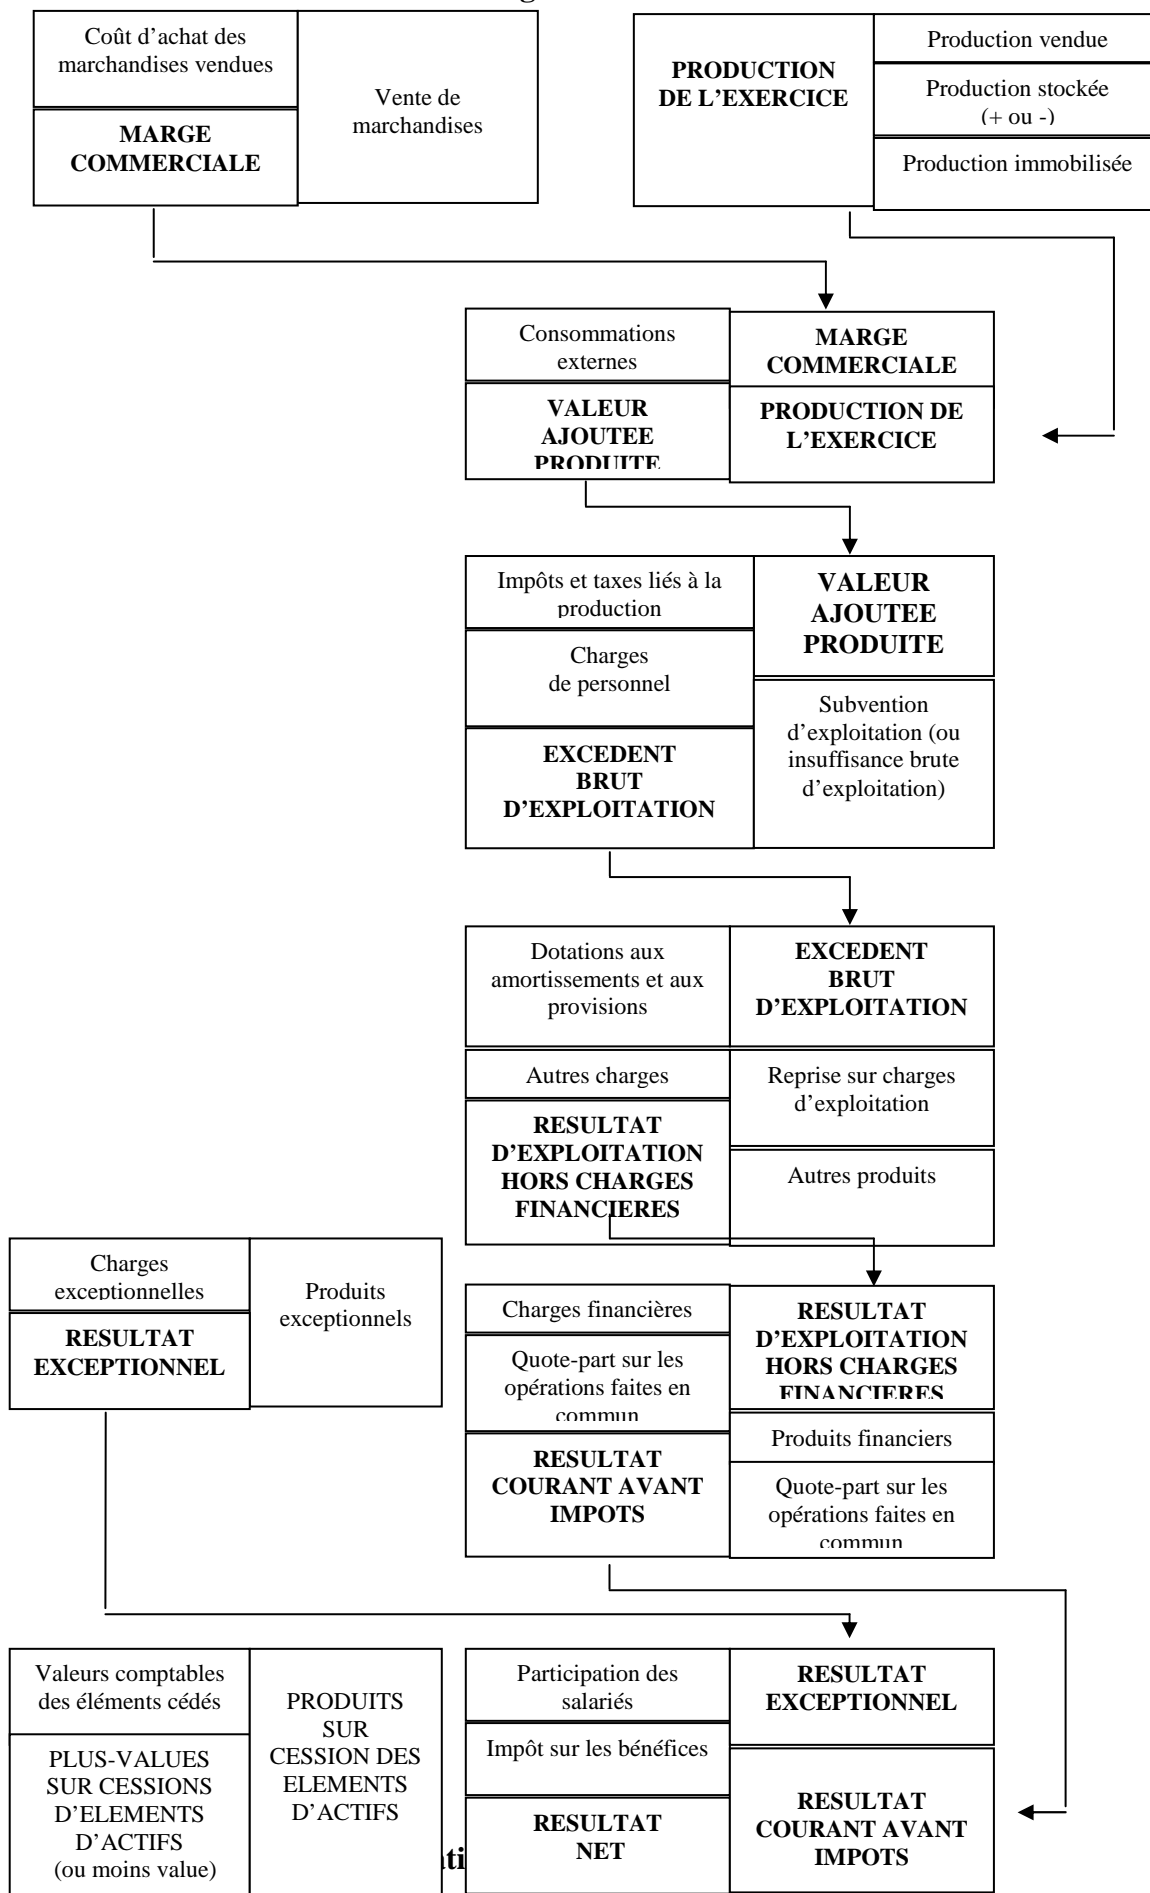 Coût d’achat des
marchandises vendues
MARGE
COMMERCIALE
Vente de
marchandises
PRODUCTION
DE L’EXERCICE
Production vendue
Production stockée
(+ ou -)
Production immobilisée
Consommations
externes
VALEUR
AJOUTEE
PRODUITE
MARGE
COMMERCIALE
PRODUCTION DE
L’EXERCICE
Impôts et taxes liés à la
production
Charges
de personnel
EXCEDENT
BRUT
D’EXPLOITATION
VALEUR
AJOUTEE
PRODUITE
Subvention
d’exploitation (ou
insuffisance brute
d’exploitation)
Dotations aux
amortissements et aux
provisions
Autres charges
RESULTAT
D’EXPLOITATION
HORS CHARGES
FINANCIERES
EXCEDENT
BRUT
D’EXPLOITATION
Reprise sur charges
d’exploitation
Autres produits
Charges
exceptionnelles
RESULTAT
EXCEPTIONNEL
Produits
exceptionnels
Charges financières
Quote-part sur les
opérations faites en
commun
RESULTAT
COURANT AVANT
IMPOTS
RESULTAT
D’EXPLOITATION
HORS CHARGES
FINANCIERES
Produits financiers
Quote-part sur les
opérations faites en
commun
Valeurs comptables
des éléments cédés
PLUS-VALUES
SUR CESSIONS
D’ELEMENTS
D’ACTIFS
(ou moins value)
PRODUITS
SUR
CESSION DES
ELEMENTS
D’ACTIFS
Participation des
salariés
Impôt sur les bénéfices
RESULTAT
NET
RESULTAT
EXCEPTIONNEL
RESULTAT
COURANT AVANT
IMPOTS